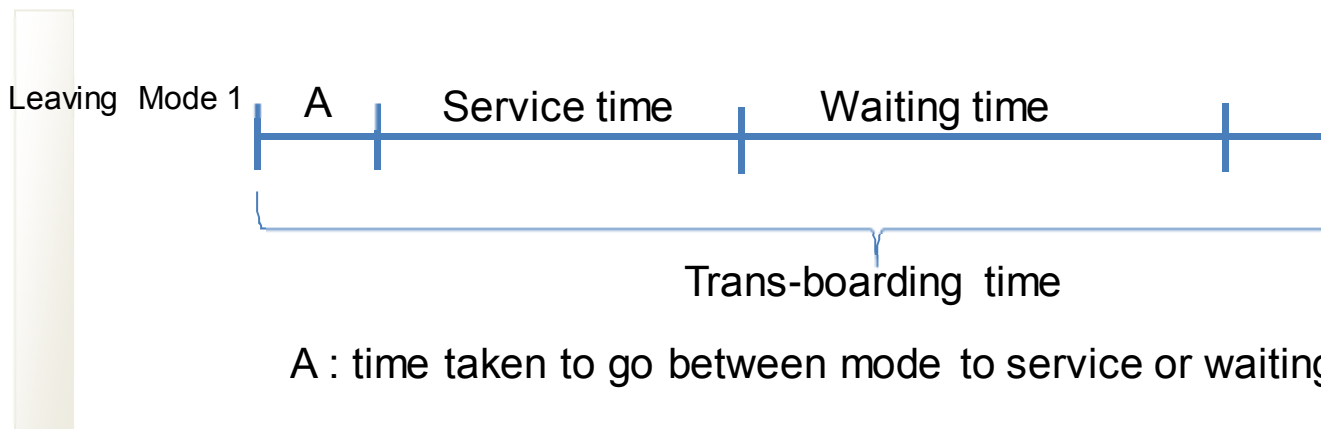 Leaving Mode 1 A Service time Waiting time
Trans-boarding time
A : time taken to go between mode to service or waiting